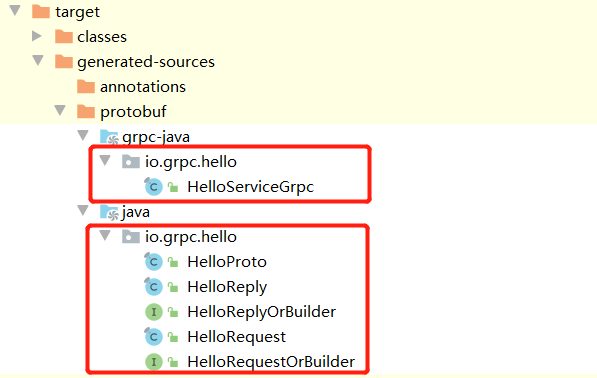 target
classes
generated-sources
annotations
protobuf
grpc-java
io.grpc.hello
C HelloServiceGrpc
java
io.grpc.hello
C HelloProto
C HelloReply
I HelloReplyOrBuilder
C HelloRequest
I HelloRequestOrBuilder